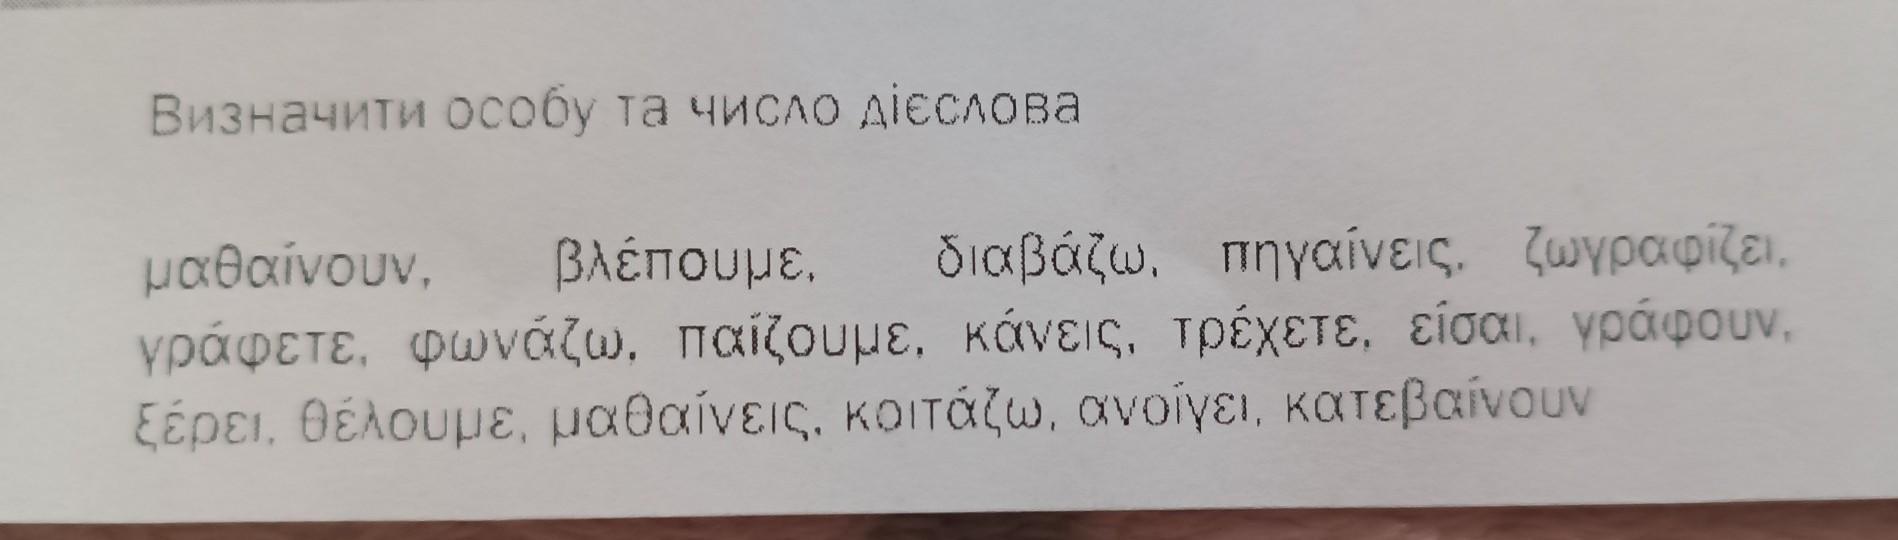 Визначити особу та число дієслова
μαθαίνουν, βλέπουμε, διαβάζω, πηγαίνεις, ζωγραφίζει,
γράφετε, φωνάζω, παίζουμε, κάνεις, τρέχετε, είσαι, γράφουν,
ξέρει, θέλουμε, μαθαίνεις, κοιτάζω, ανοίγει, κατεβαίνουν